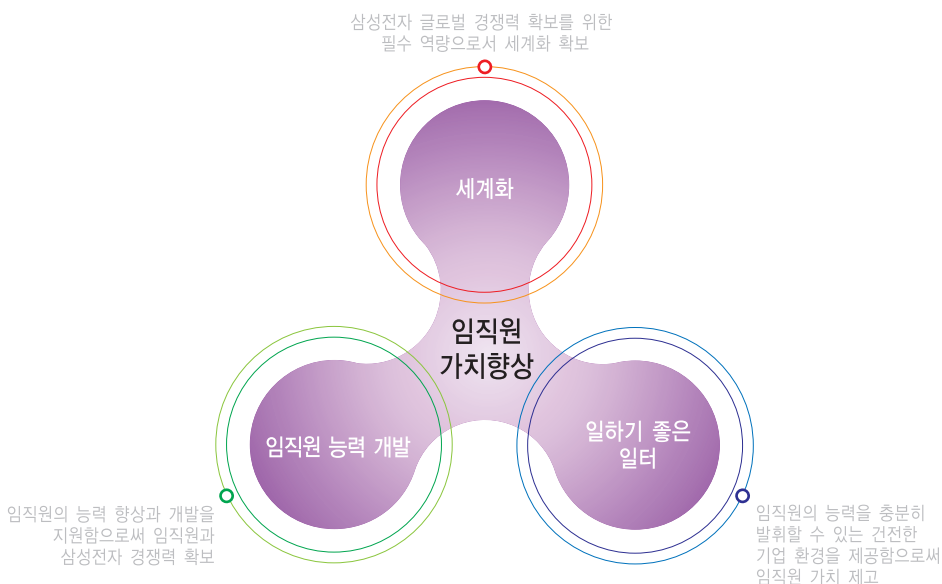 삼성전자 글로벌 경쟁력 확보를 위한
필수 역량으로서 세계화 확보
세계화
임직원
가치향상
임직원 능력 개발
일하기 좋은
일터
임직원의 능력 향상과 개발을
지원함으로써 임직원과
삼성전자 경쟁력 확보
임직원의 능력을 충분히
발휘할 수 있는 건전한
기업 환경을 제공함으로써
임직원 가치 제고